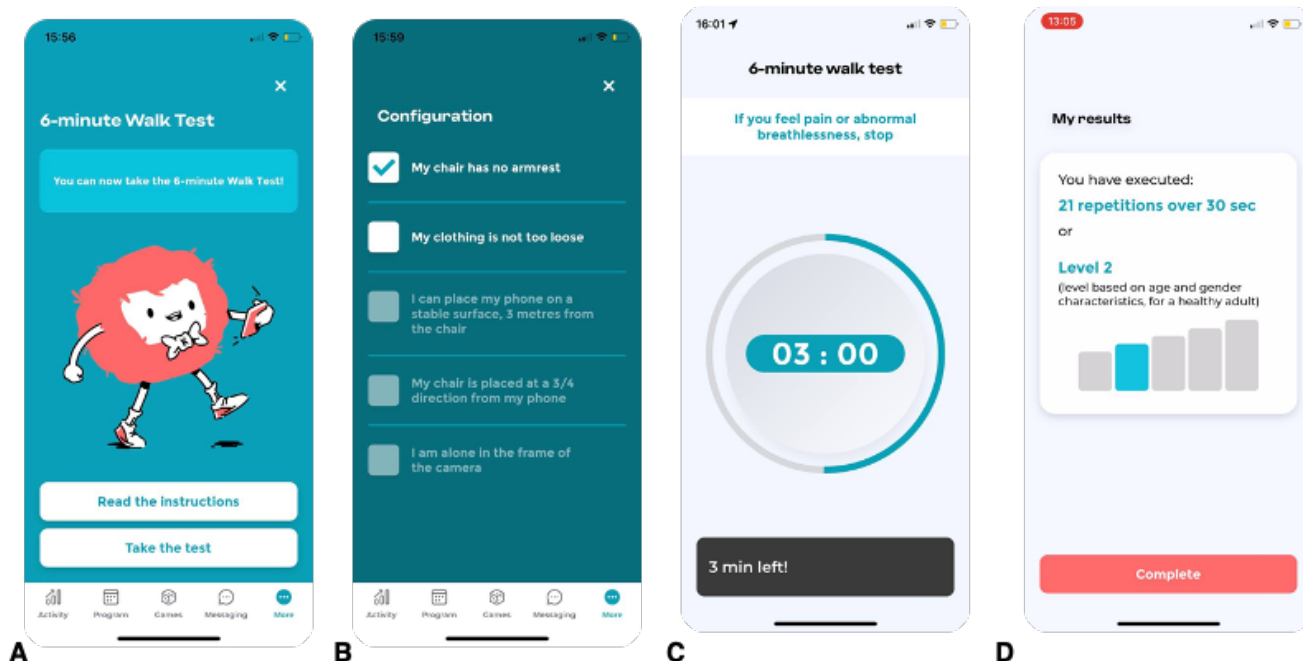 15:56
6-minute Walk Test
You can now take the 6-minute Walk Test!
Read the instructions
Take the test
Activity
Program
Games
Messaging
More
A
15:59
Configuration
My chair has no armrest
My clothing is not too loose
I can place my phone on a
stable surface, 3 metres from
the chair
My chair is placed at a 3/4
direction from my phone
I am alone in the frame of
the camera
Activity
Program
Games
Messaging
More
B
16:01
6-minute walk test
If you feel pain or abnormal
breathlessness, stop
03 : 00
3 min left!
C
13:05
My results
You have executed:
21 repetitions over 30 sec
or
Level 2
(level based on age and gender
characteristics, for a healthy adult)
Complete
D